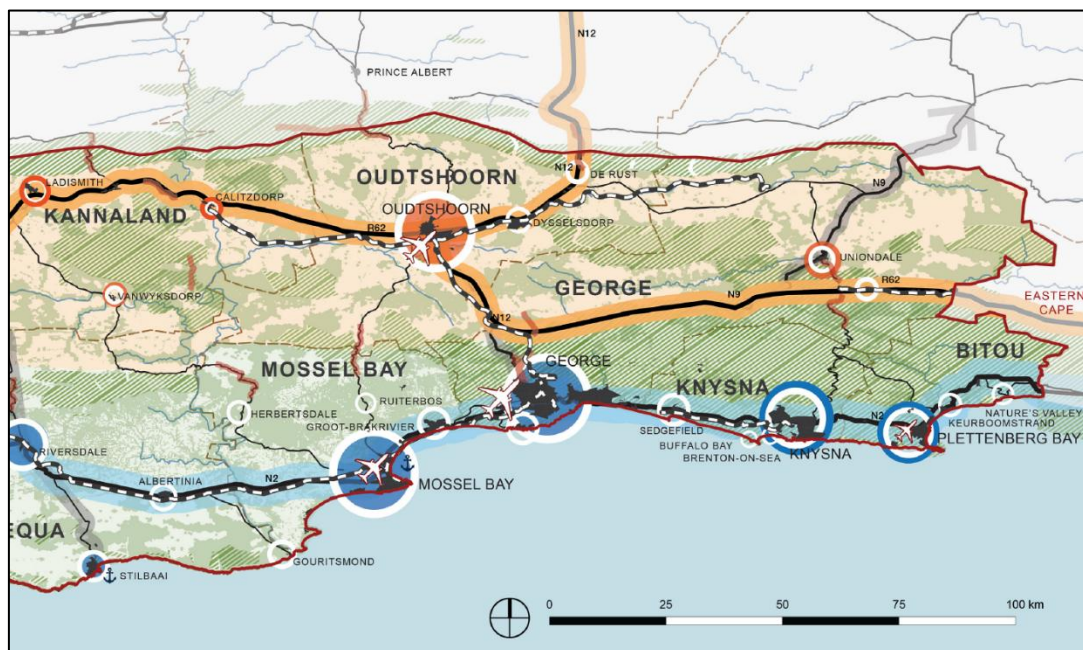 N12
PRINCE ALBERT
N12
DE RUST
LADISMITH
CALITZDORP
OUDTSHOORN
OUDTSHOORN
KANNALAND
R62
DYSSELSDORP
N9
UNIONDALE
VANWYKSDORP
GEORGE
N9
R62
EASTERN
CAPE
N12
MOSSEL BAY
GEORGE
BITOU
KNYSNA
RUITERBOS
HERBERTSDALE
GROOT-BRAKRIVIER
SEDGEFIELD
N2
NATURE'S VALLEY
KEURBOOMSTRAND
BUFFALO BAY
PLETTENBERG BAY
BRENTON-ON-SEA
KNYSNA
RIVERSDALE
ALBERTINIA
N2
MOSSEL BAY
EQUA
GOURITSMOND
STILBAAI
0 25 50 75 100 km